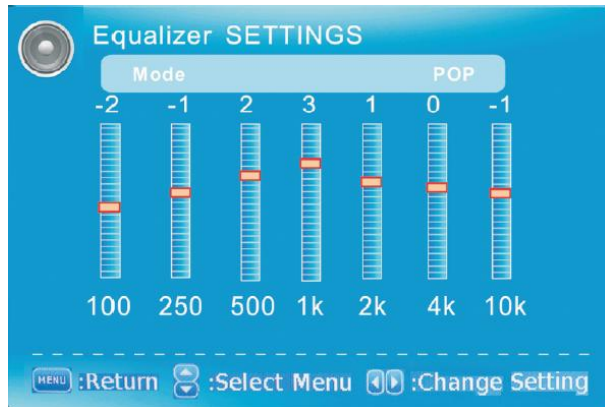 Equalizer SETTINGS
Mode POP
-2 -1 2 3 1 0 -1
100 250 500 1k 2k 4k 10k
MENU :Return :Select Menu :Change Setting